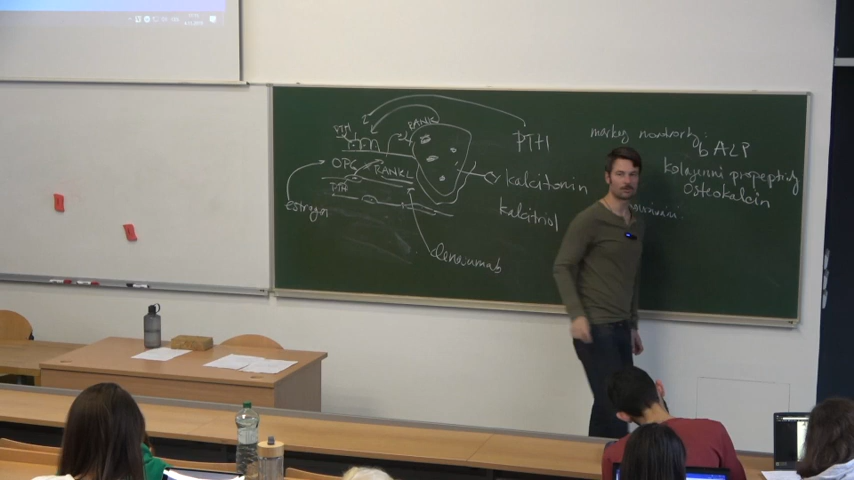 RANK
PTH
OPG
RANKL
PTH
estrogen
denosumab
PTH
kalcitonin
kalcitriol
markery novotvorby:
b ALP
kolagenní propeptidy
Osteokalcin